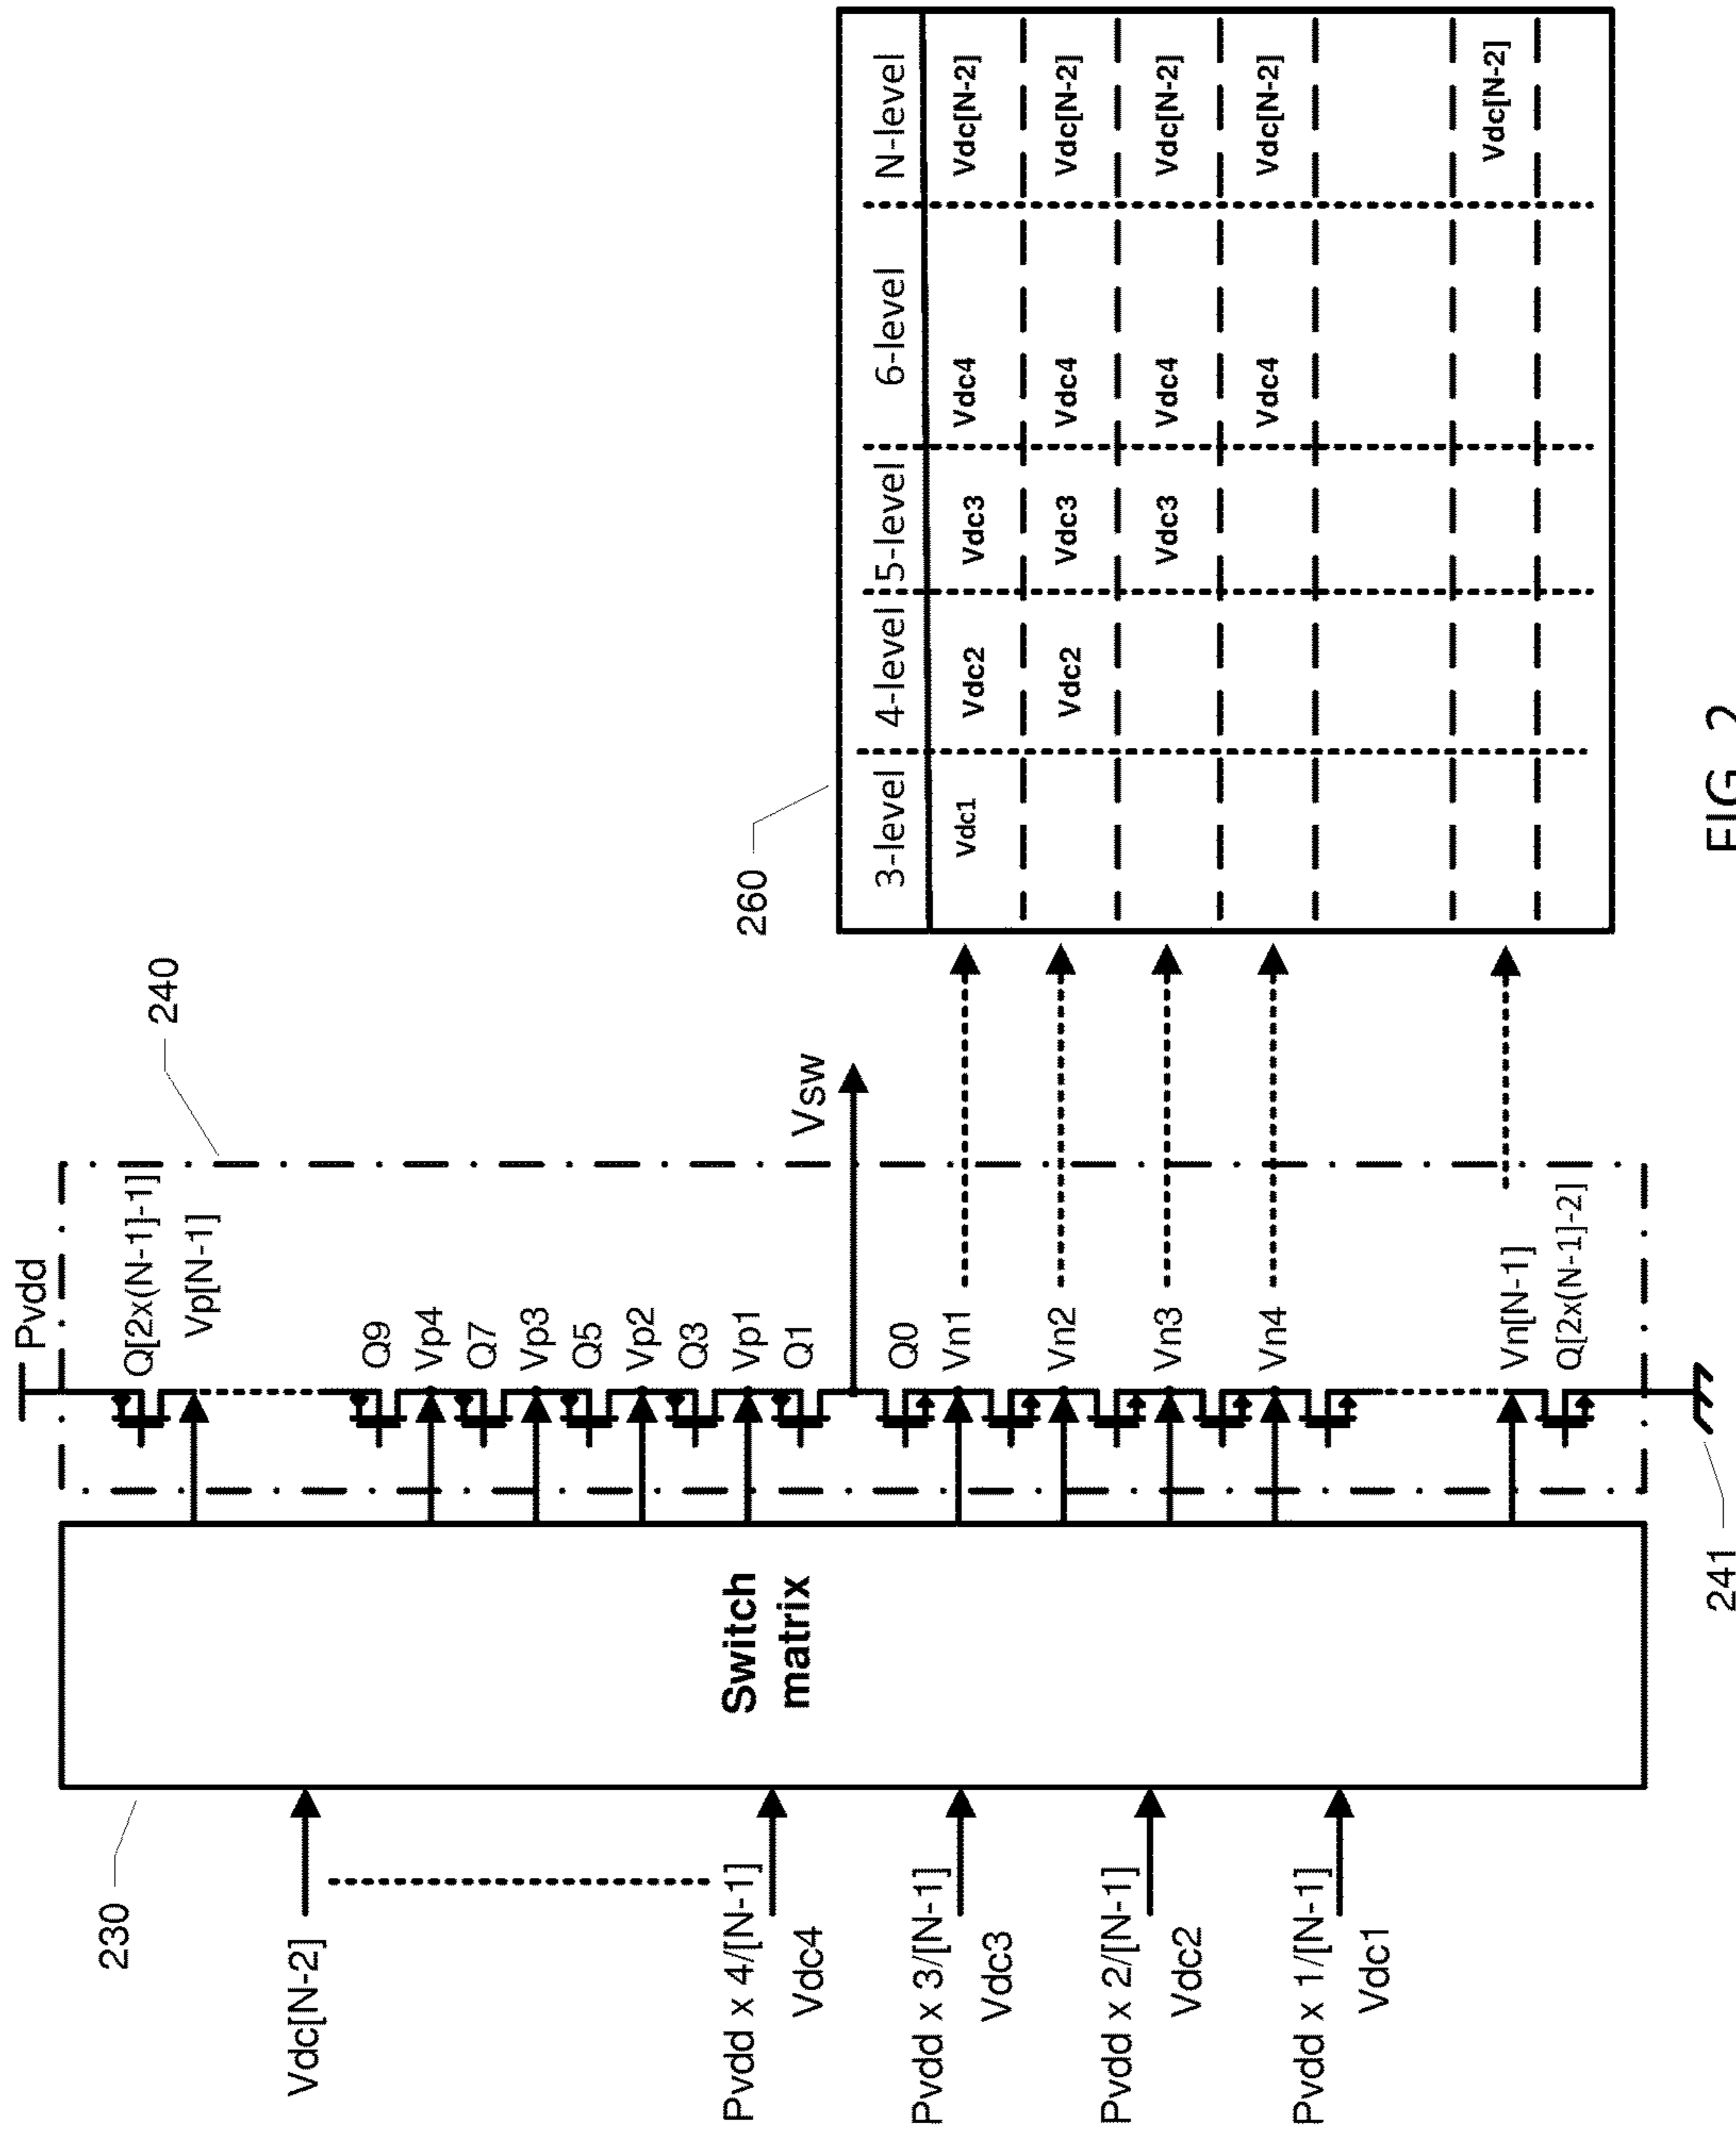 230
Vdc[N-2]
Pvdd x 4/[N-1]
Vdc4
Pvdd x 3/[N-1]
Vdc3
Pvdd x 2/[N-1]
Vdc2
Pvdd x 1/[N-1]
Vdc1
Switch
matrix
Pvdd
240
Q[2x(N-1]-1]
Vp[N-1]
Q9
Vp4
Q7
Vp3
Q5
Vp2
Q3
Vp1
Q1
Vsw
Q0
Vn1
Vn2
Vn3
Vn4
Vn[N-1]
Q[2x(N-1]-2]
241
260
3-level 4-level 5-level 6-level N-level
Vdc1 Vdc2 Vdc3 Vdc4 Vdc[N-2]
Vdc2 Vdc3 Vdc4 Vdc[N-2]
Vdc3 Vdc4 Vdc[N-2]
Vdc4 Vdc[N-2]
Vdc[N-2]
FIG. 2